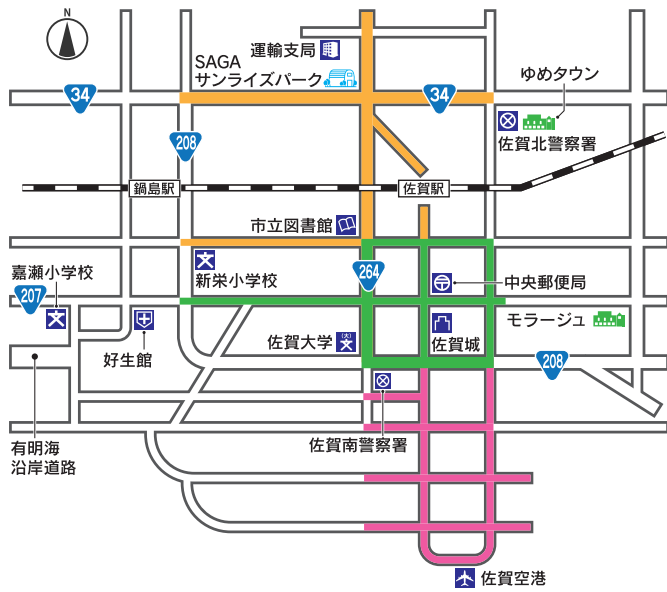 N
運輸支局
SAGA
サンライズパーク
ゆめタウン
34
34
佐賀北警察署
208
鍋島駅
佐賀駅
市立図書館
嘉瀬小学校
新栄小学校
264
中央郵便局
207
モラージュ
文
好生館
佐賀大学
(大)
文
佐賀城
208
有明海
沿岸道路
佐賀南警察署
佐賀空港